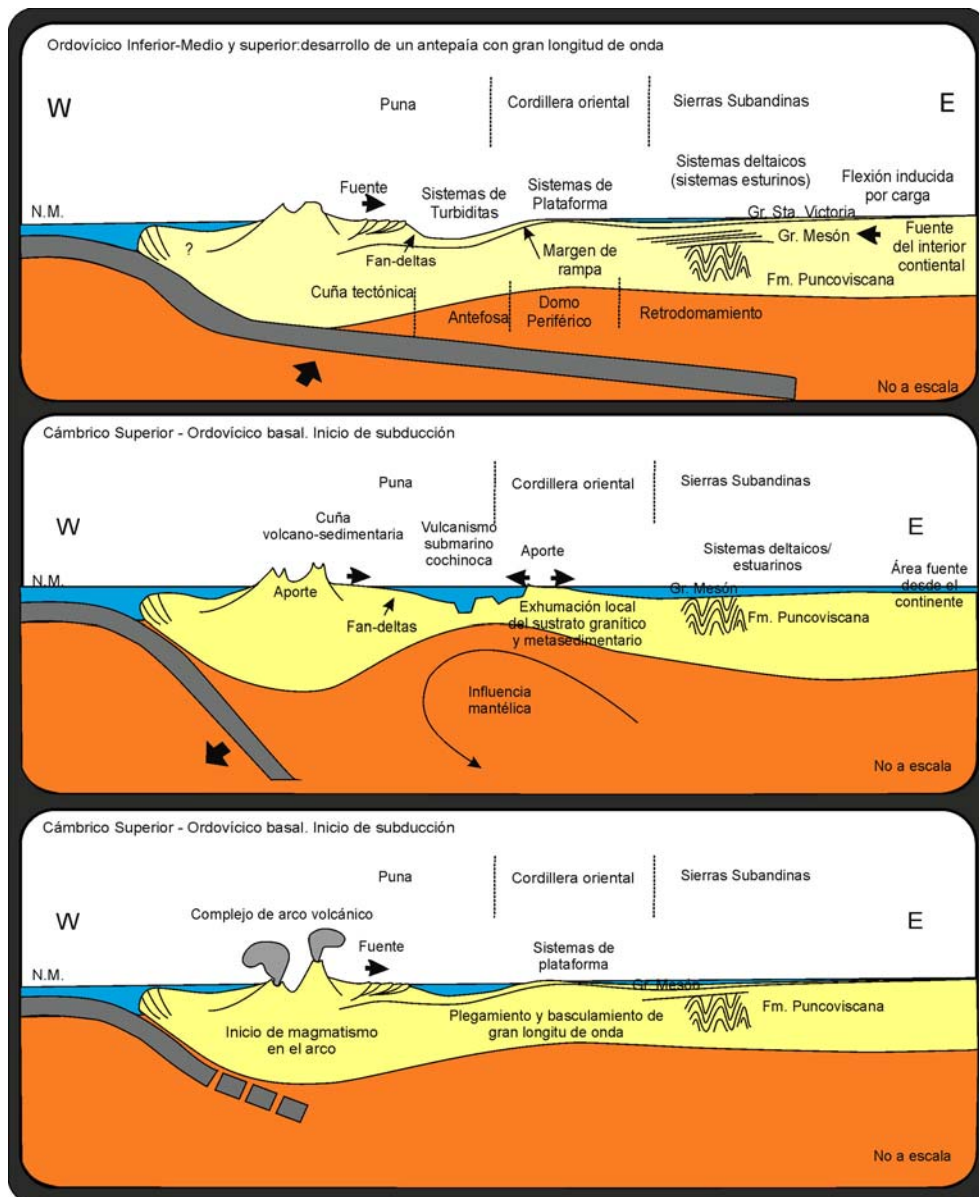 Ordovícico Inferior-Medio y superior:desarrollo de un antepaía con gran longitud de onda
W
Puna
Cordillera oriental
Sierras Subandinas
E
Fuente
Sistemas de
Turbiditas
Sistemas de
Plataforma
Sistemas deltaicos
(sistemas esturinos)
Flexión inducida
por carga
N.M.
Gr. Sta. Victoria
?
Fan-deltas
Margen de
rampa
Gr. Mesón
Fuente
del interior
contiental
Fm. Puncoviscana
Cuña tectónica
Antefosa
Domo
Periférico
Retrodomamiento
No a escala
Cámbrico Superior - Ordovícico basal. Inicio de subducción
Puna
Cordillera oriental
Sierras Subandinas
W
E
Cuña
volcano-sedimentaria
Vulcanismo
submarino
cochinoca
Aporte
Sistemas deltaicos/
estuarinos
Área fuente
desde el
continente
N.M.
Aporte
Fan-deltas
Exhumación local
del sustrato granítico
y metasedimentario
Gr. Mesón
Fm. Puncoviscana
Influencia
mantélica
No a escala
Cámbrico Superior - Ordovícico basal. Inicio de subducción
Puna
Cordillera oriental
Sierras Subandinas
W
E
Complejo de arco volcánico
Fuente
Sistemas de
plataforma
N.M.
Gr. Mesón
Inicio de magmatismo
en el arco
Plegamiento y basculamiento de
gran longitu de onda
Fm. Puncoviscana
No a escala